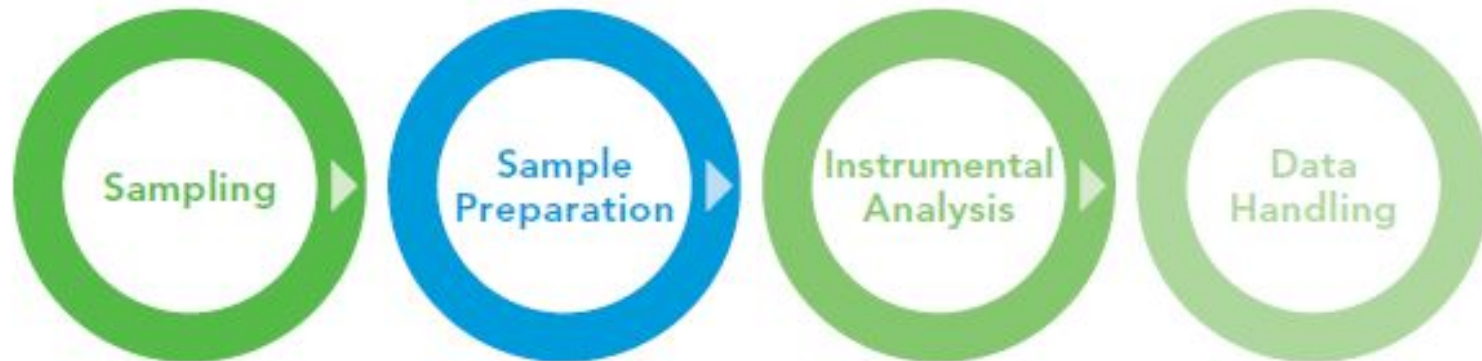 Sampling
Sample
Preparation
Instrumental
Analysis
Data
Handling